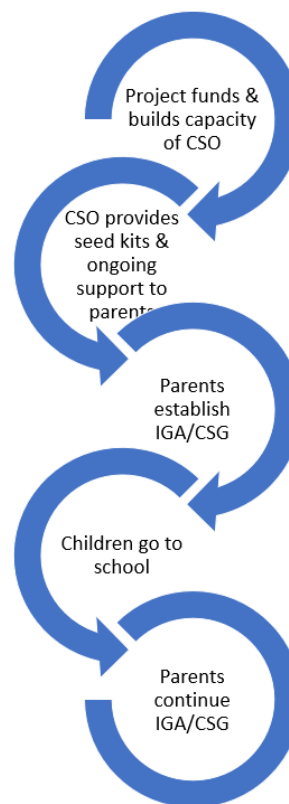 Project funds &
builds capacity
of CSO
CSO provides
seed kits &
ongoing
support to
parents
Parents
establish
IGA/CSG
Children go to
school
Parents
continue
IGA/CSG